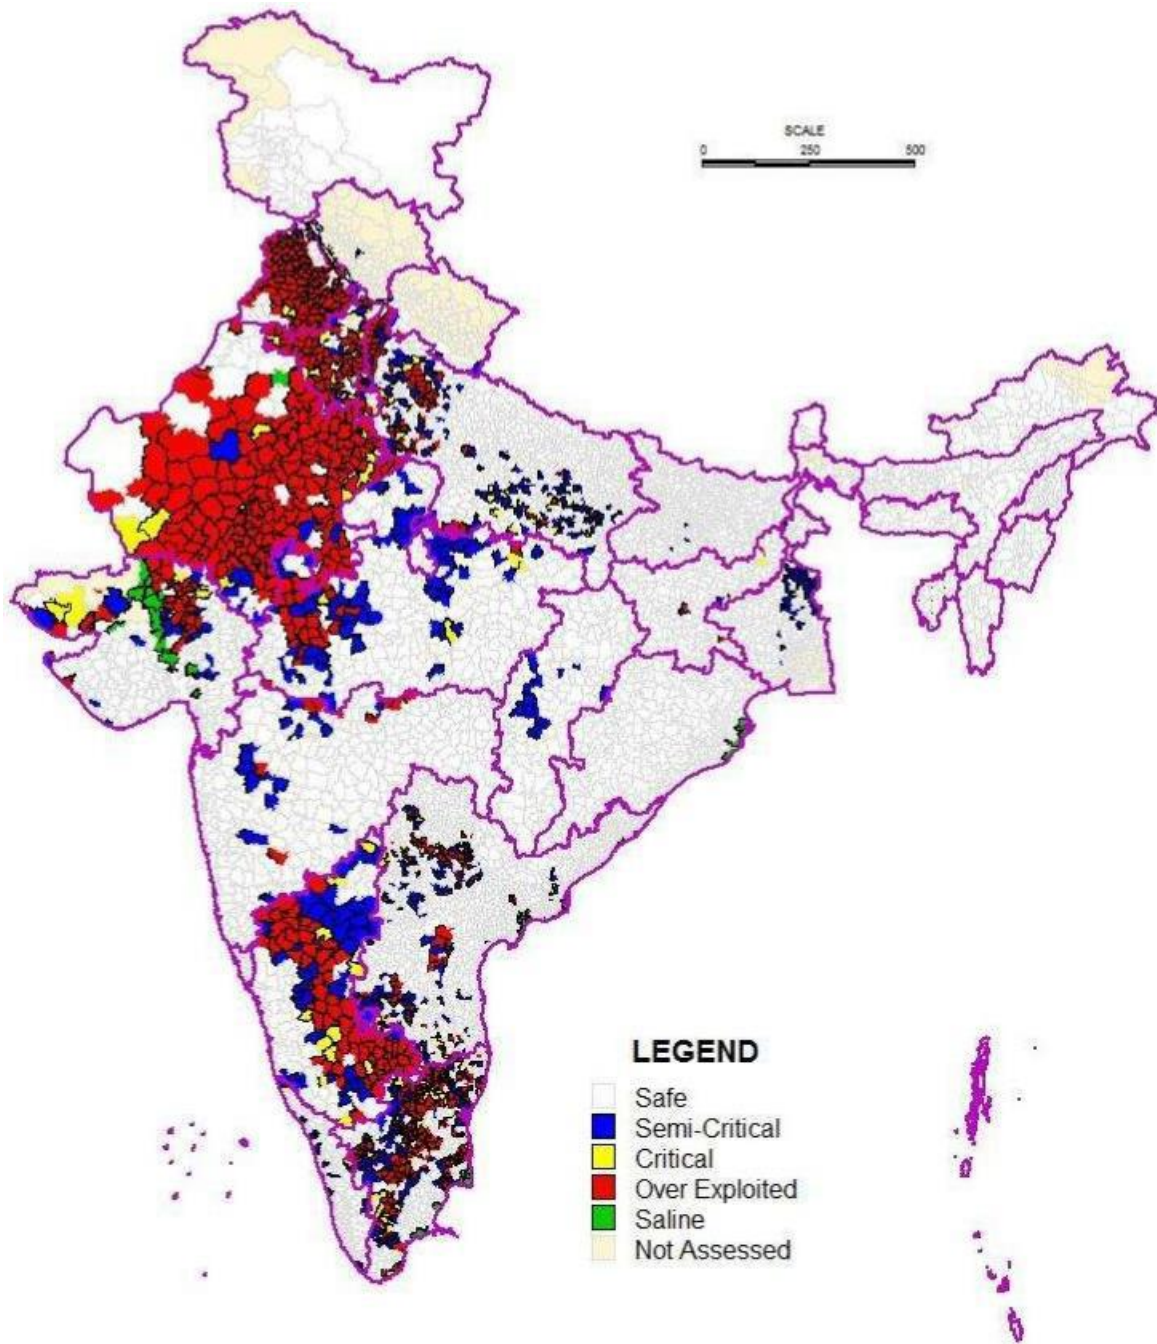 SCALE
0 250 500
LEGEND
Safe
Semi-Critical
Critical
Over Exploited
Saline
Not Assessed